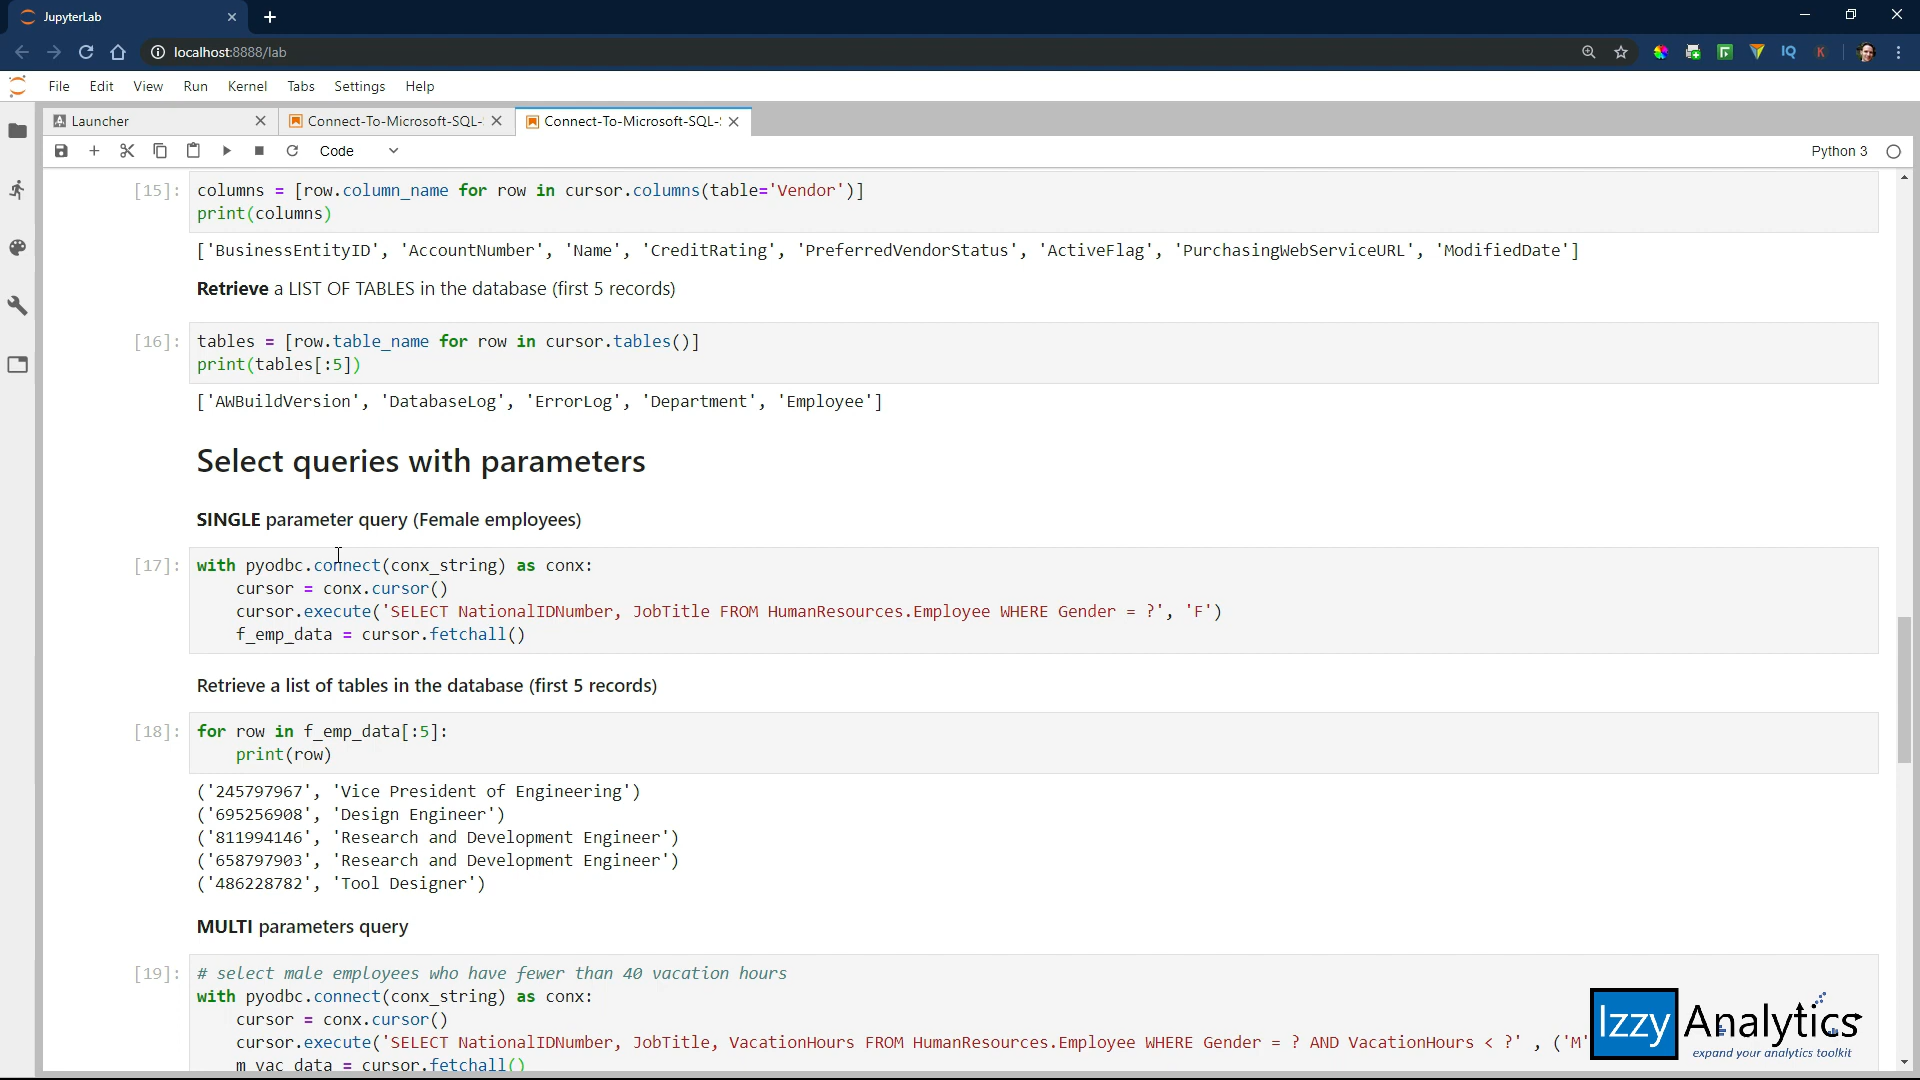 JupyterLab
localhost:8888/lab
File Edit View Run Kernel Tabs Settings Help
Launcher
Connect-To-Microsoft-SQL-
Connect-To-Microsoft-SQL-
Code
Python 3
[15]: columns = [row.column_name for row in cursor.columns(table='Vendor')]
print(columns)
['BusinessEntityID', 'AccountNumber', 'Name', 'CreditRating', 'PreferredVendorStatus', 'ActiveFlag', 'PurchasingWebServiceURL', 'ModifiedDate']
Retrieve a LIST OF TABLES in the database (first 5 records)
[16]: tables = [row.table_name for row in cursor.tables()]
print(tables[:5])
['AWBuildVersion', 'DatabaseLog', 'ErrorLog', 'Department', 'Employee']
Select queries with parameters
SINGLE parameter query (Female employees)
[17]: with pyodbc.connect(conx_string) as conx:
cursor = conx.cursor()
cursor.execute('SELECT NationalIDNumber, JobTitle FROM HumanResources.Employee WHERE Gender = ?', 'F')
f_emp_data = cursor.fetchall()
Retrieve a list of tables in the database (first 5 records)
[18]: for row in f_emp_data[:5]:
print(row)
('245797967', 'Vice President of Engineering')
('695256908', 'Design Engineer')
('811994146', 'Research and Development Engineer')
('658797903', 'Research and Development Engineer')
('486228782', 'Tool Designer')
MULTI parameters query
[19]: # select male employees who have fewer than 40 vacation hours
with pyodbc.connect(conx_string) as conx:
cursor = conx.cursor()
cursor.execute('SELECT NationalIDNumber, JobTitle, VacationHours FROM HumanResources.Employee WHERE Gender = ? AND VacationHours < ?' , ('M'
m_vac_data = cursor.fetchall()
Izzy Analytics
expand your analytics toolkit